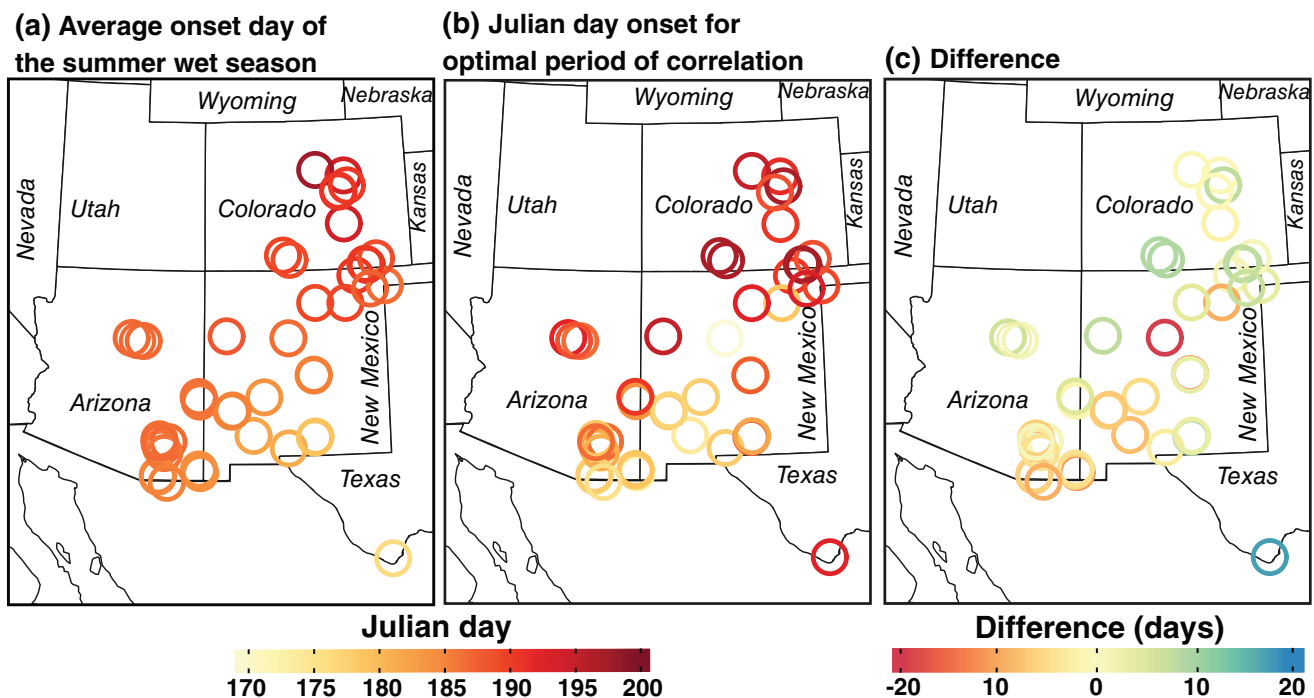 (a) Average onset day of
the summer wet season
(b) Julian day onset for
optimal period of correlation
(c) Difference
Wyoming
Nebraska
Nevada
Utah
Colorado
Kansas
Arizona
New Mexico
Texas
Wyoming
Nebraska
Nevada
Utah
Colorado
Kansas
Arizona
New Mexico
Texas
Wyoming
Nebraska
Nevada
Utah
Colorado
Kansas
Arizona
New Mexico
Texas
Julian day
170 175 180 185 190 195 200
Difference (days)
-20 10 0 10 20